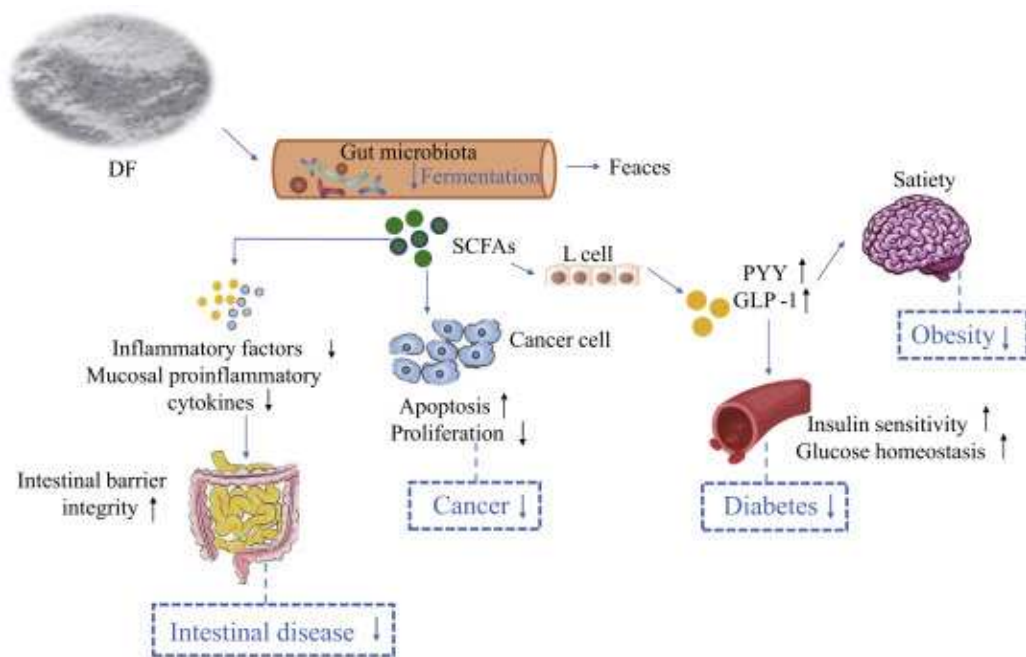 DF
Gut microbiota
↓Fermentation
Feaces
Satiety
SCFAs
L cell
PYY ↑
GLP -1↑
Obesity ↓
Inflammatory factors ↓
Mucosal proinflammatory
cytokines ↓
Cancer cell
Apoptosis ↑
Proliferation ↓
Insulin sensitivity ↑
Glucose homeostasis ↑
Intestinal barrier
integrity ↑
Cancer ↓
Diabetes ↓
Intestinal disease ↓